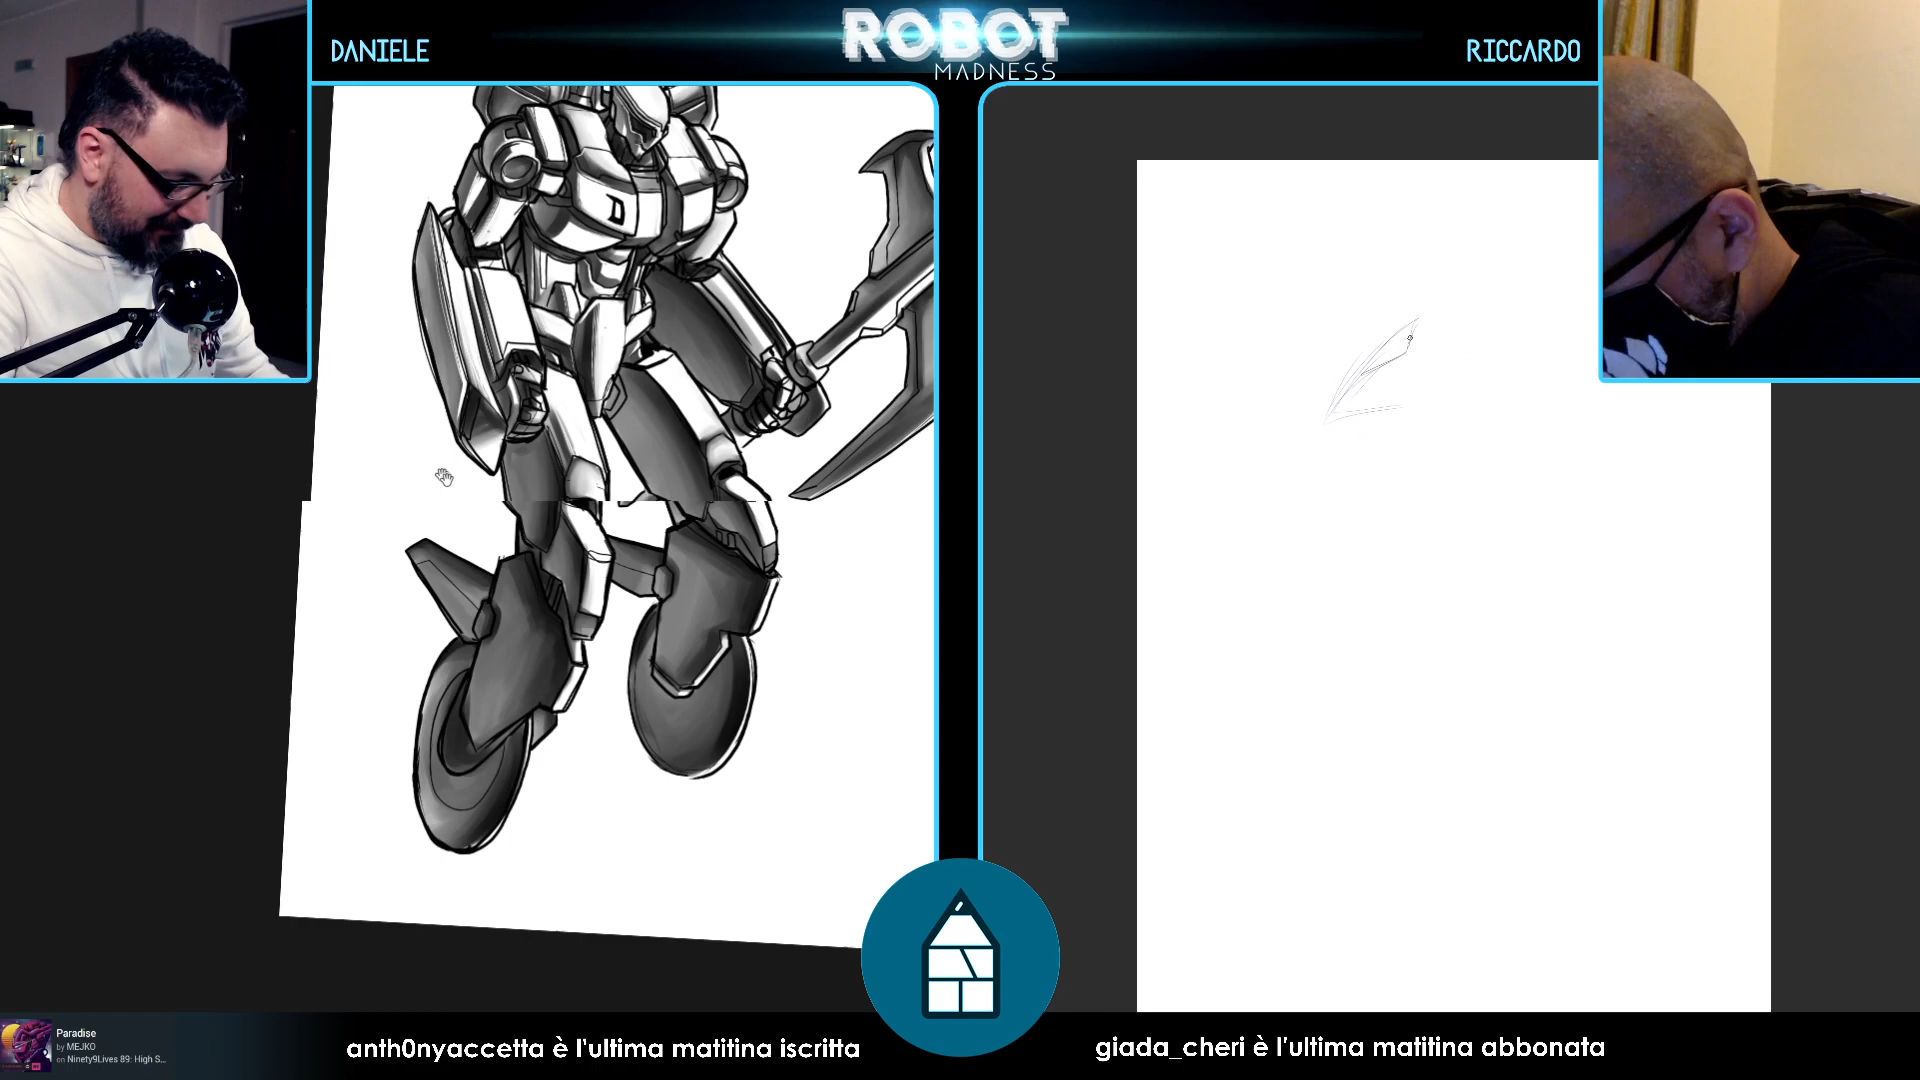 DANIELE
ROBOT
MADNESS
RICCARDO
D
Paradise
by MEJKO
on Ninety9Lives 89: High S...
anth0nyaccetta è l'ultima matitina iscritta
giada_cheri è l'ultima matitina abbonata